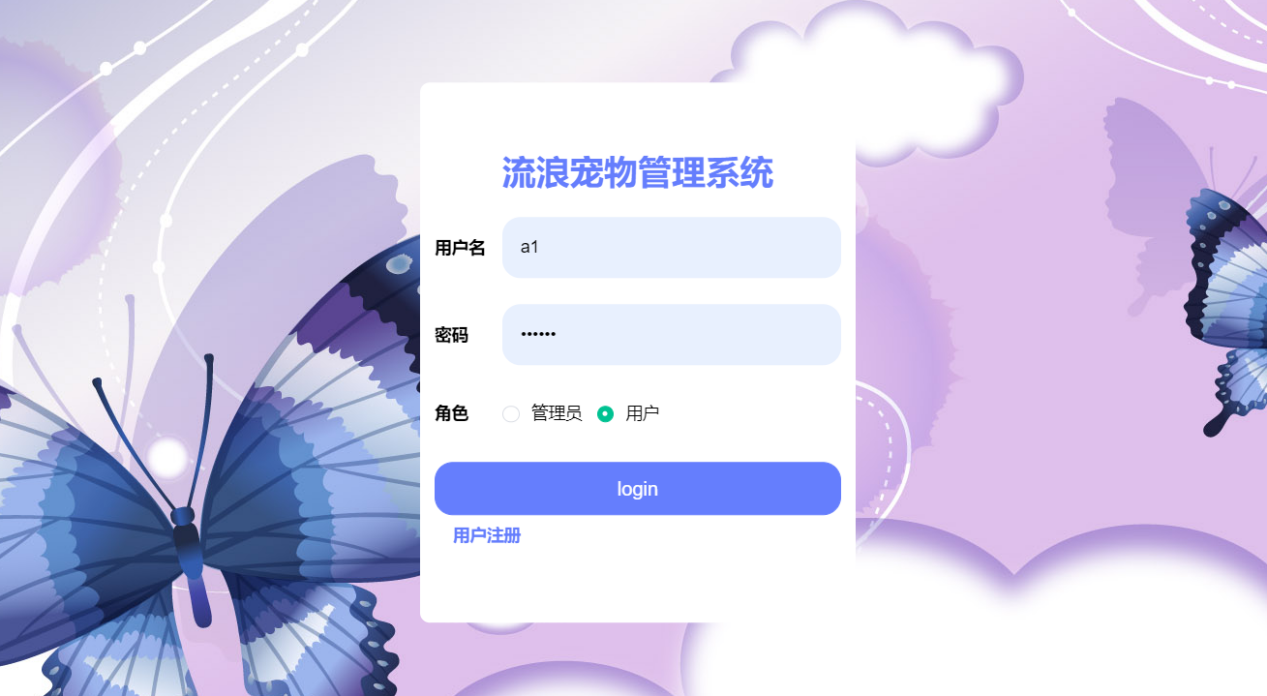 流浪宠物管理系统
用户名 a1
密码 ••••••
角色 管理员 用户
login
用户注册